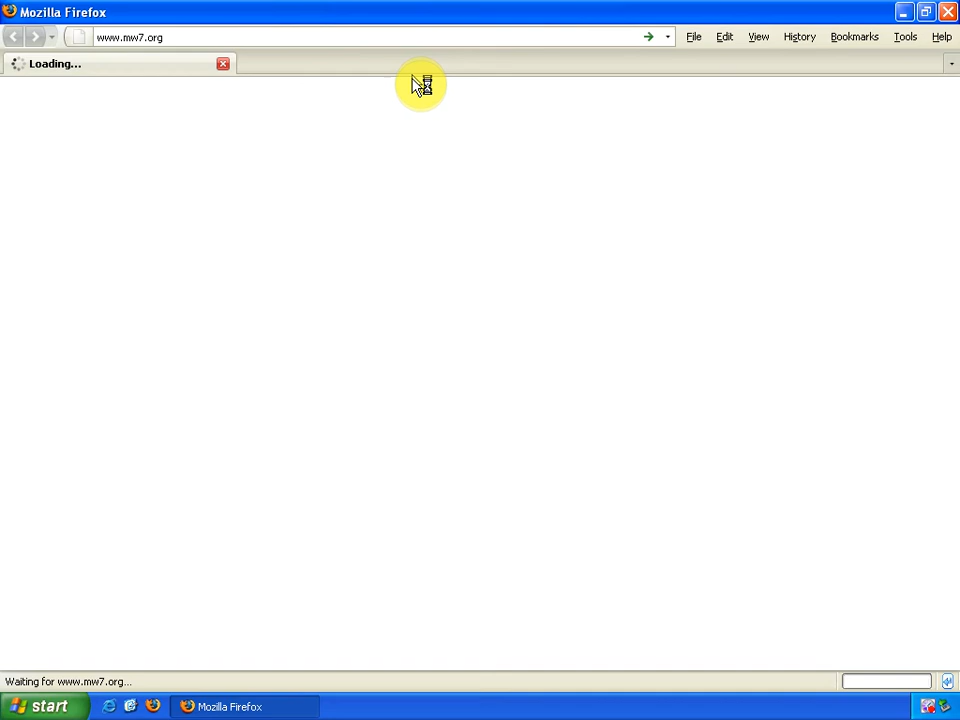 Mozilla Firefox
www.mw7.org File Edit View History Bookmarks Tools Help
Loading...
Waiting for www.mw7.org...
start Mozilla Firefox